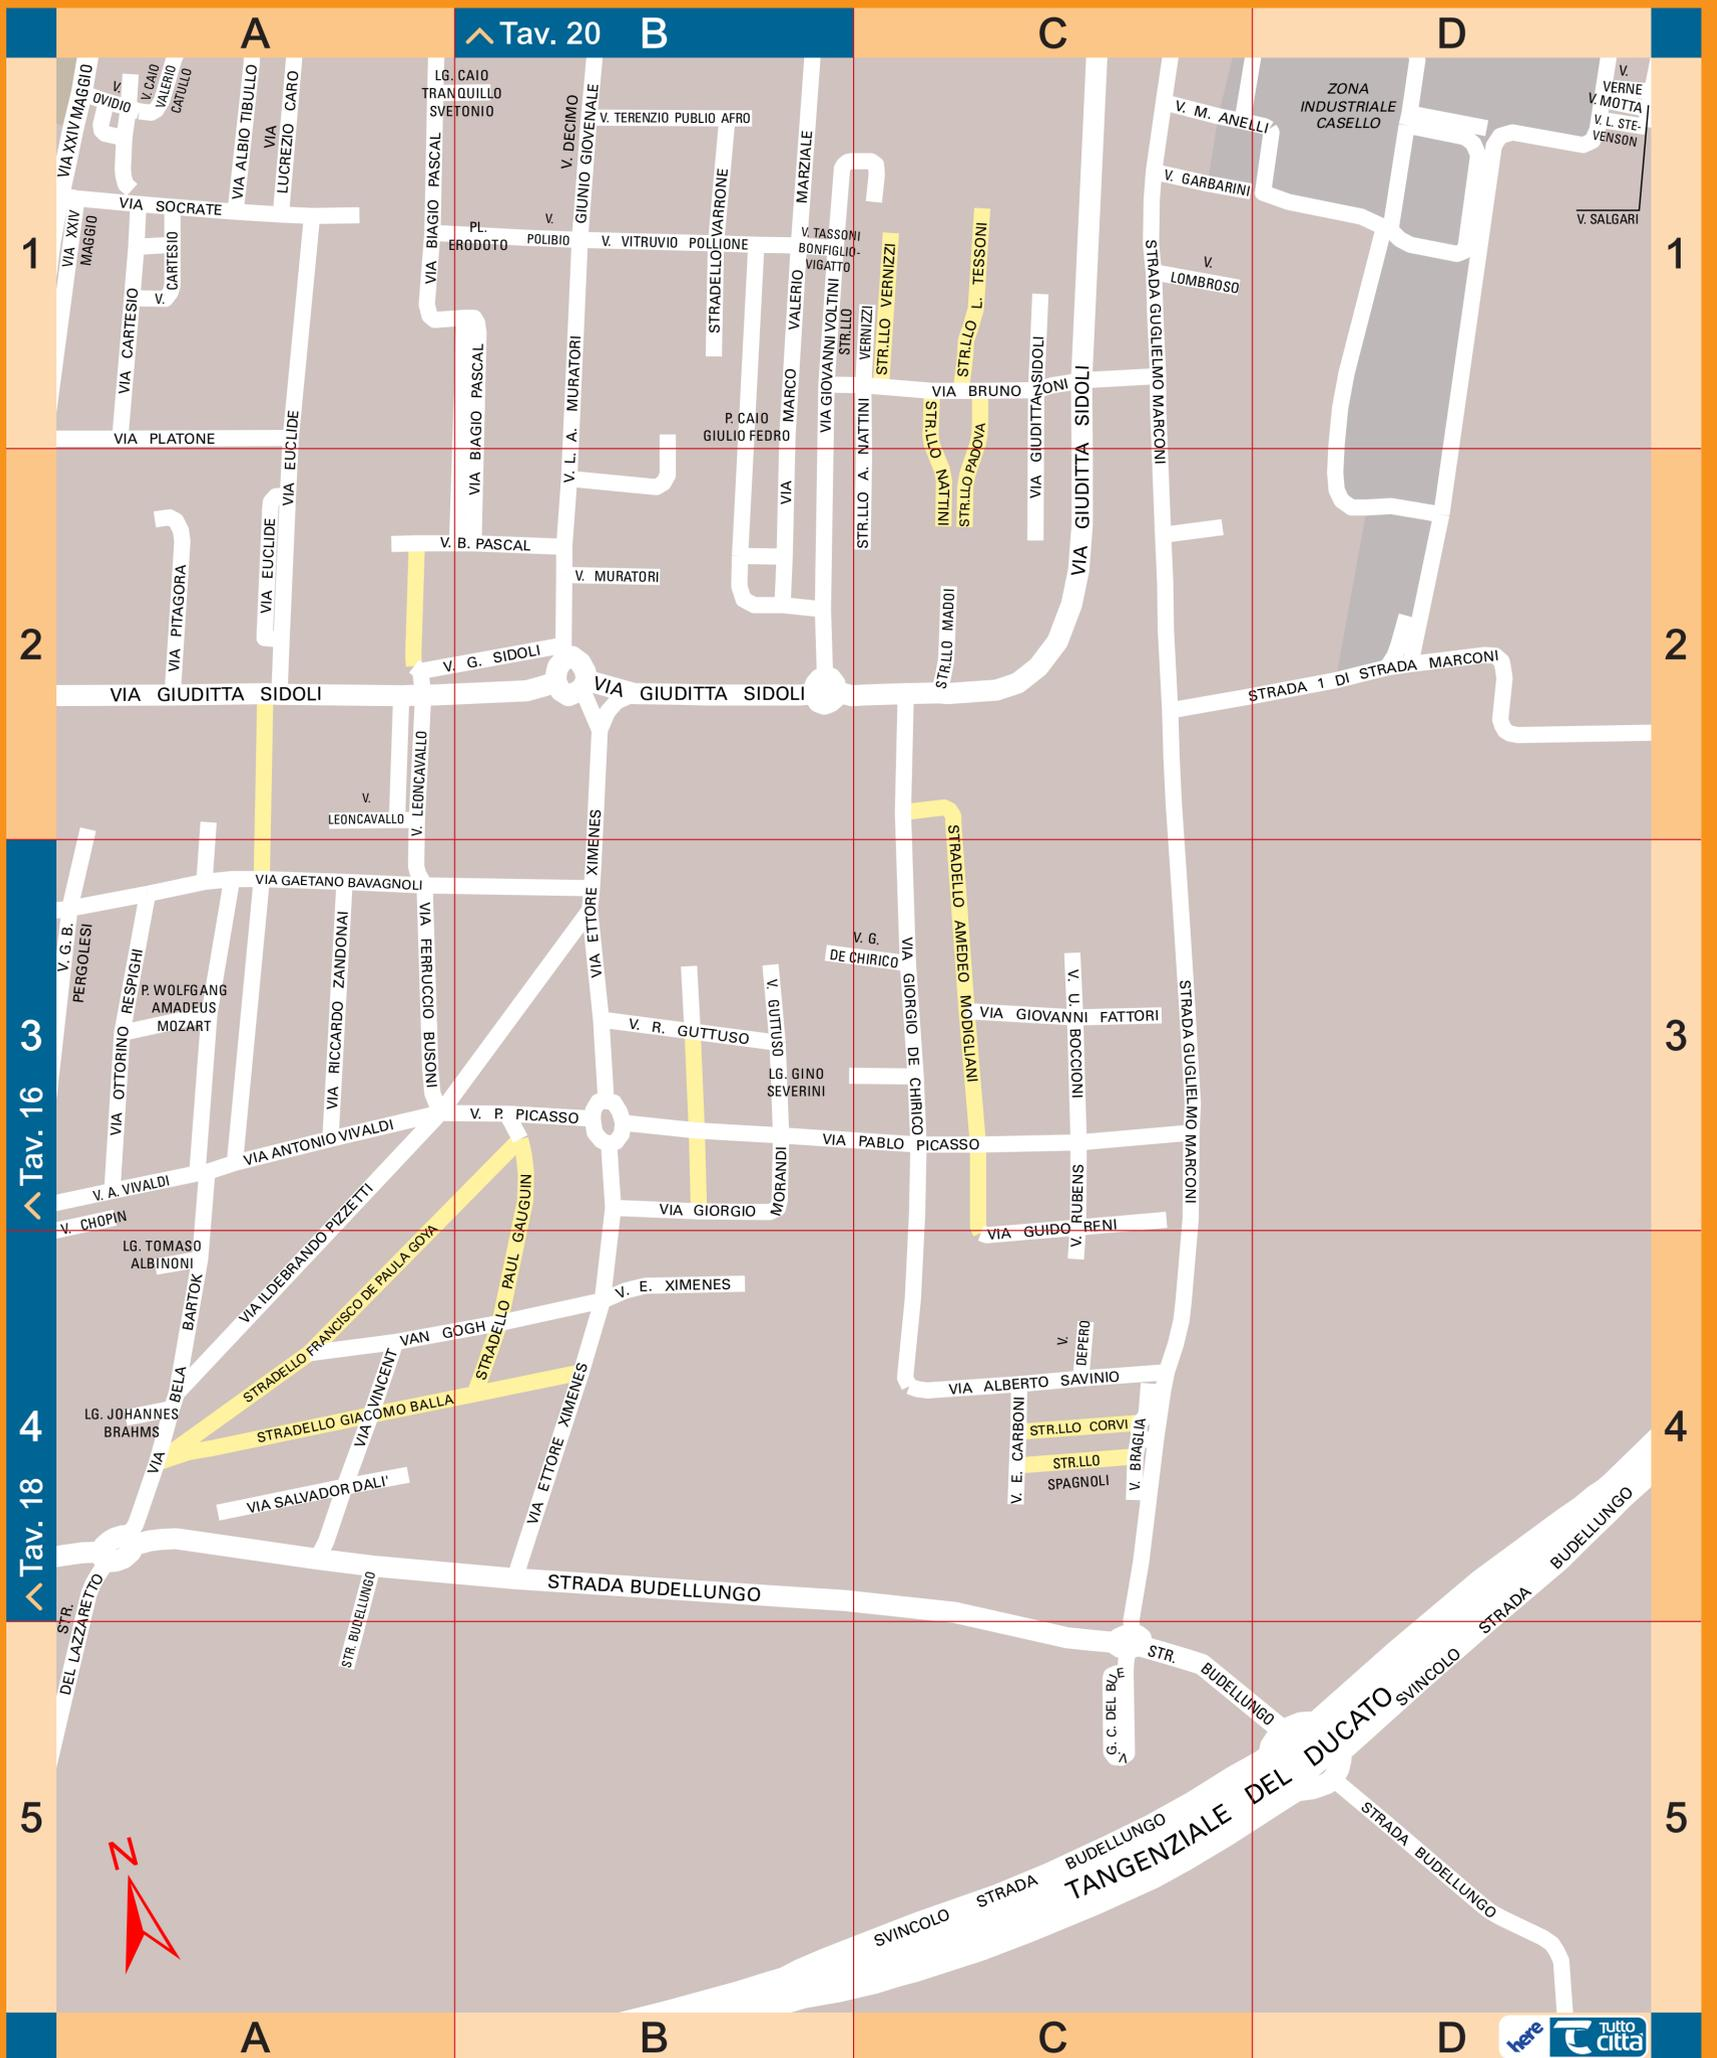 A
Tav. 20 B
C
D
1
VIA XXIV MAGGIO
V.
OVIDIO
V. CAIO
VALERIO
CATULLO
VIA ALBIO TIBULLO
VIA
LUCREZIO CARO
LG. CAIO
TRANQUILLO
SVETONIO
VIA BIAGIO PASCAL
V. DECIMO
GIUNIO GIOVENALE
V. TERENZIO PUBLIO AFRO
VIA MARCO VALERIO MARZIALE
V. M. ANELLI
ZONA
INDUSTRIALE
CASELLO
V.
VERNE
V. MOTTA
V. L. STE-
VENSON
V. SALGARI
1
V. GARBARINI
VIA SOCRATE
VIA XXIV
MAGGIO
V. CARTESIO
VIA CARTESIO
PL.
ERODOTO
V.
POLIBIO
V. VITRUVIO POLLIONE
STRADELLO VARRONE
V. TASSONI
BONFIGLIO-
VIGATTO
STR.LLO
VERNIZZI
STR.LLO VERNIZZI
STR.LLO L. TESSONI
V.
LOMBROSO
STRADA GUGLIELMO MARCONI
VIA GIOVANNI VOLTINI
VIA BRUNO ZONI
VIA GIUDITTA SIDOLI
VIA GIUDITTA SIDOLI
VIA PLATONE
VIA EUCLIDE
VIA BIAGIO PASCAL
V. L. A. MURATORI
P. CAIO
GIULIO FEDRO
STR.LLO A. NATTINI
STR.LLO NATTINI
STR.LLO PADOVA
2
VIA PITAGORA
VIA EUCLIDE
V. B. PASCAL
V. MURATORI
STR.LLO MADOI
V. G. SIDOLI
VIA GIUDITTA SIDOLI
VIA GIUDITTA SIDOLI
STRADA 1 DI STRADA MARCONI
2
V.
LEONCAVALLO
V. LEONCAVALLO
VIA ETTORE XIMENES
3
Tav. 16
VIA GAETANO BAVAGNOLI
V. G. B.
PERGOLESI
VIA OTTORINO RESPIGHI
P. WOLFGANG
AMADEUS
MOZART
VIA RICCARDO ZANDONAI
VIA FERRUCCIO BUSONI
V. R. GUTTUSO
V. GUTTUSO
LG. GINO
SEVERINI
V. G.
DE CHIRICO
VIA GIORGIO DE CHIRICO
STRADELLO AMEDEO MODIGLIANI
VIA GIOVANNI FATTORI
V. U. BOCCIONI
STRADA GUGLIELMO MARCONI
3
V. P. PICASSO
VIA PABLO PICASSO
VIA ANTONIO VIVALDI
V. A. VIVALDI
V. CHOPIN
VIA GIORGIO MORANDI
V. RUBENS
VIA GUIDO RENI
LG. TOMASO
ALBINONI
VIA ILDEBRANDO PIZZETTI
STRADELLO FRANCISCO DE PAULA GOYA
STRADELLO PAUL GAUGUIN
V. E. XIMENES
VIA BELA BARTOK
VIA VINCENT VAN GOGH
V.
DEPERO
VIA ALBERTO SAVINIO
4
Tav. 18
LG. JOHANNES
BRAHMS
STRADELLO GIACOMO BALLA
VIA ETTORE XIMENES
V. E. CARBONI
STR.LLO CORVI
STR.LLO
SPAGNOLI
V. BRAGLIA
4
VIA SALVADOR DALI'
STRADA BUDELLUNGO
STR.
DEL LAZZARETTO
STR. BUDELLUNGO
SVINCOLO STRADA BUDELLUNGO
STR. BUDELLUNGO
V. G. C. DEL BUE
5
TANGENZIALE DEL DUCATO
SVINCOLO STRADA BUDELLUNGO
STRADA BUDELLUNGO
5
N
A
B
C
D
here
TUTTO
Città